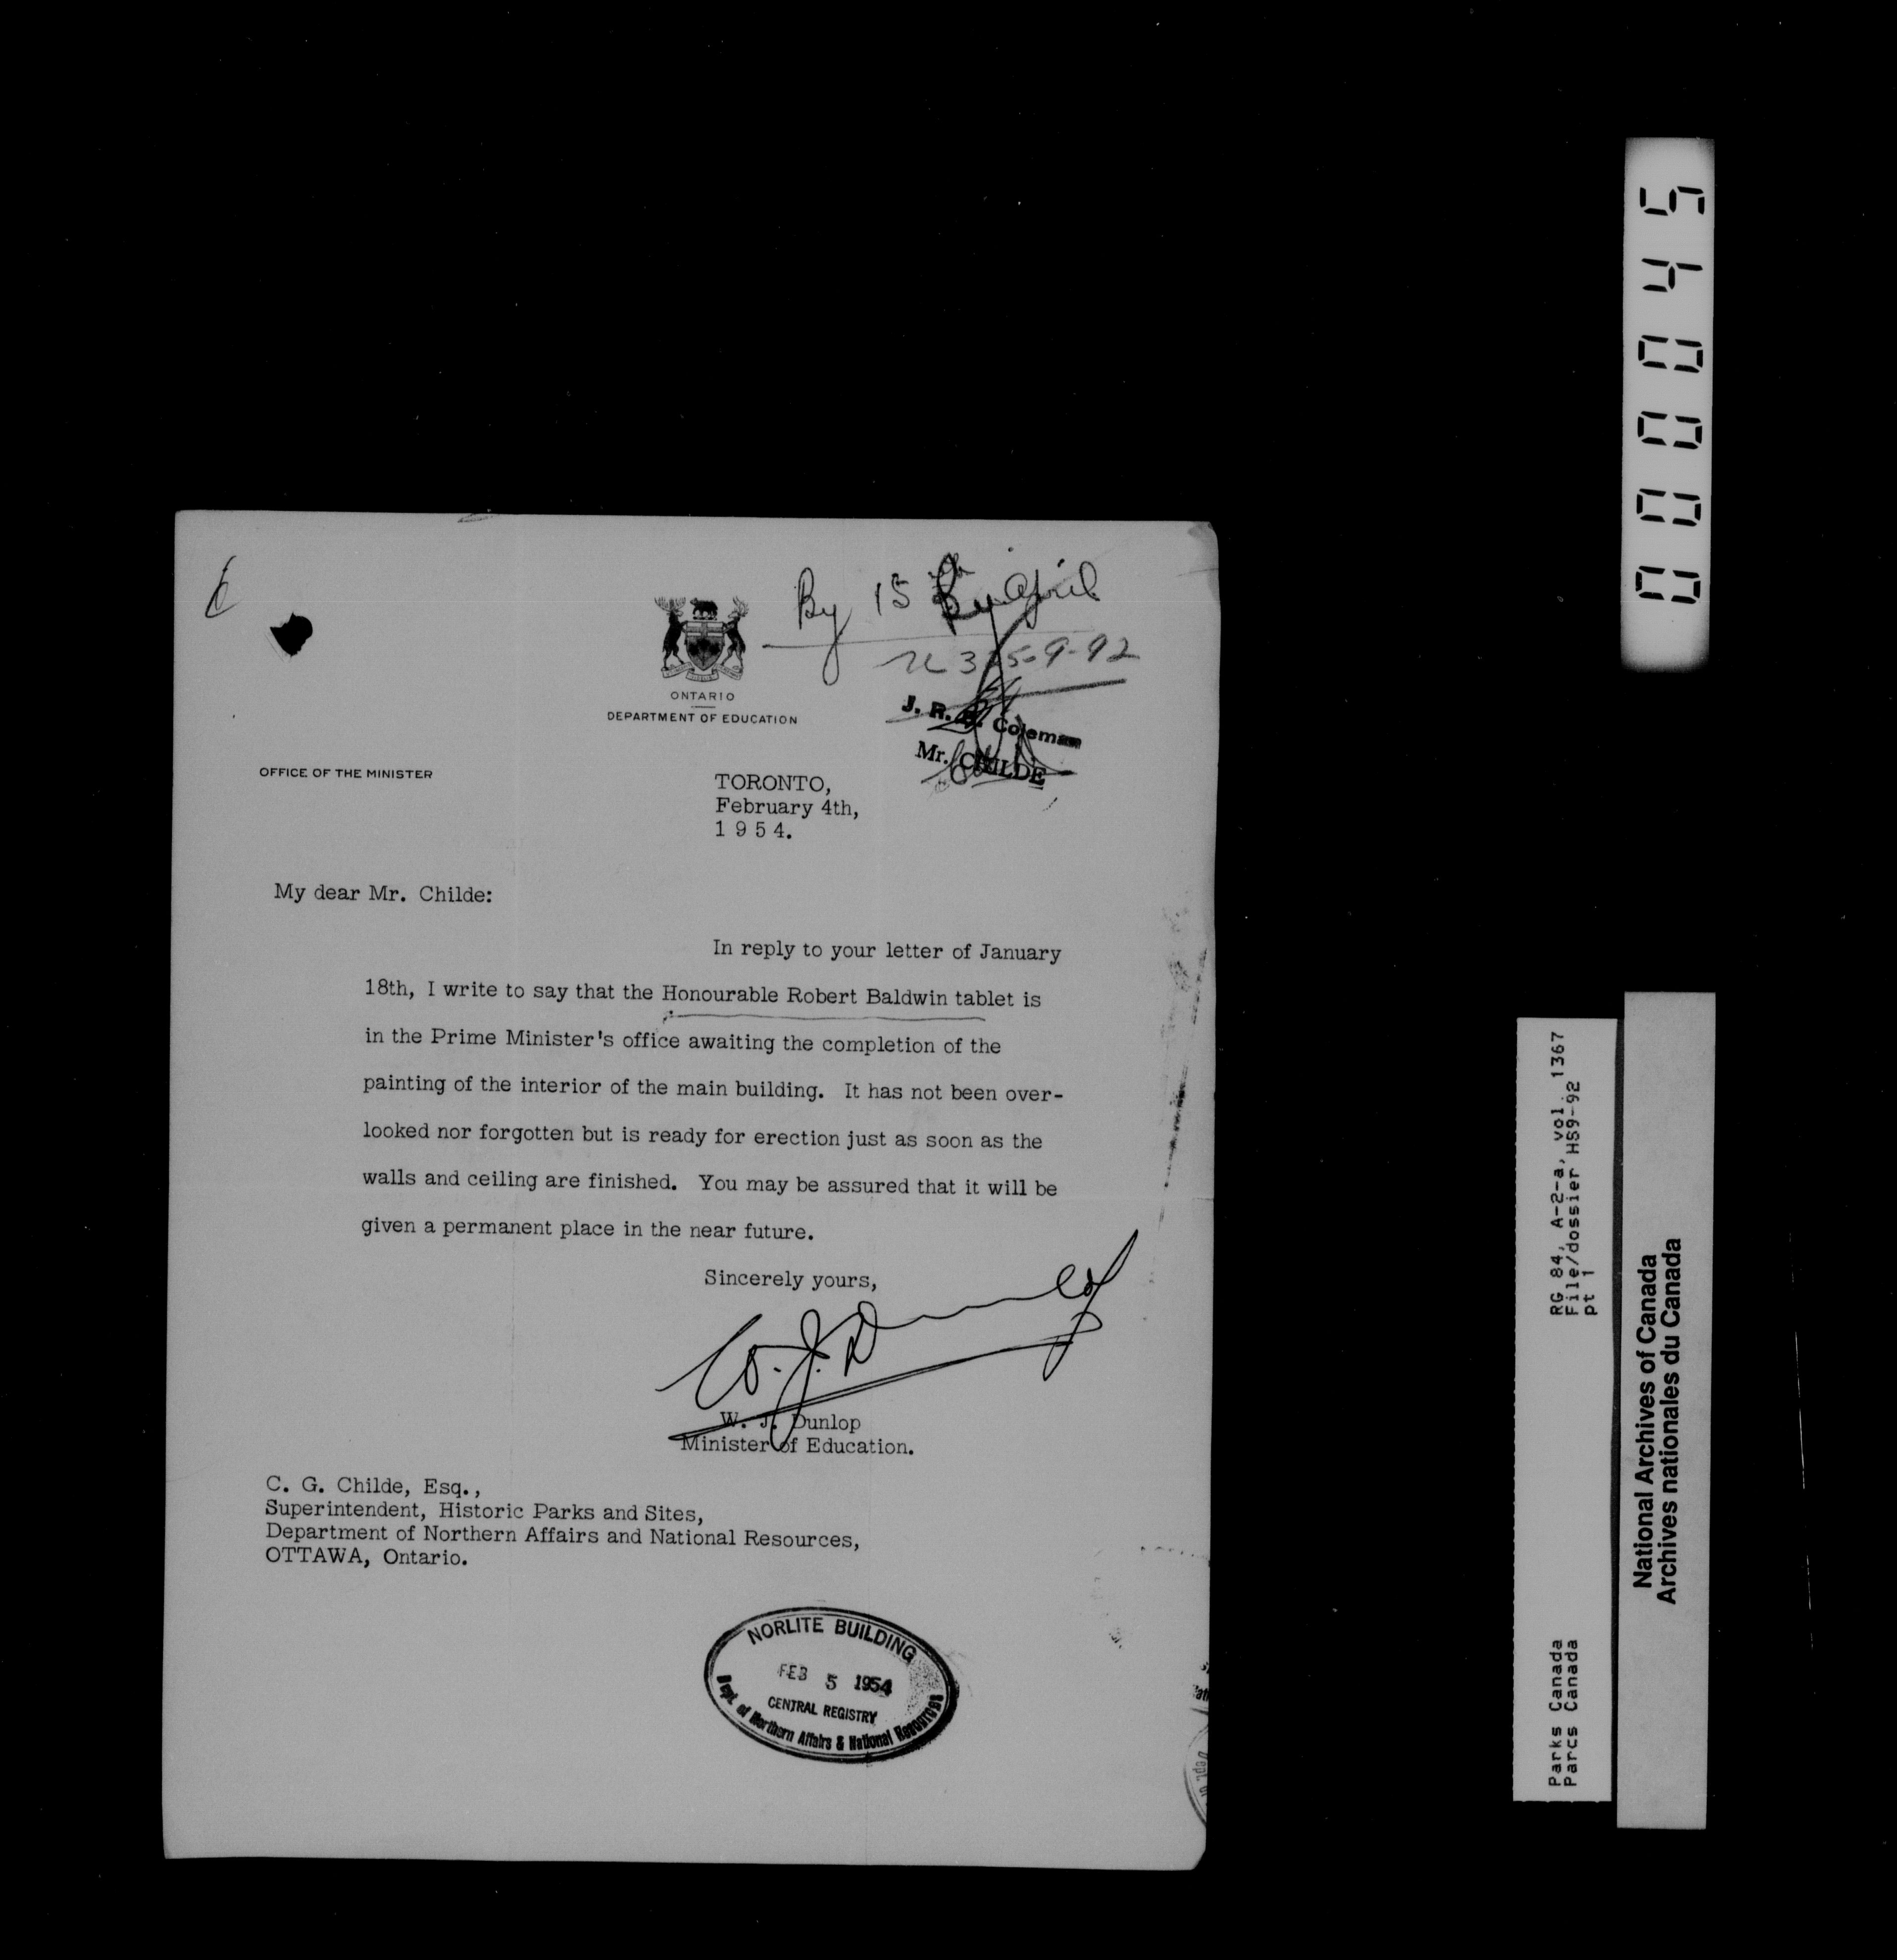 By 15 April
R 325-9-92
ONTARIO
DEPARTMENT OF EDUCATION
J. R. B. Coleman
Mr. CHILDE
OFFICE OF THE MINISTER
TORONTO,
February 4th,
1 9 5 4.
My dear Mr. Childe:
In reply to your letter of January
18th, I write to say that the Honourable Robert Baldwin tablet is
in the Prime Minister's office awaiting the completion of the
painting of the interior of the main building. It has not been over-
looked nor forgotten but is ready for erection just as soon as the
walls and ceiling are finished. You may be assured that it will be
given a permanent place in the near future.
Sincerely yours,
W. J. Dunlop
W. J. Dunlop
Minister of Education.
C. G. Childe, Esq.,
Superintendent, Historic Parks and Sites,
Department of Northern Affairs and National Resources,
OTTAWA, Ontario.
NORLITE BUILDING
FEB 5 1954
CENTRAL REGISTRY
Dept. of Northern Affairs & National Resources
000045
RG 84, A-2-a, vol. 1367
File/dossier HS9-92
pt 1
Parks Canada
Parcs Canada
National Archives of Canada
Archives nationales du Canada